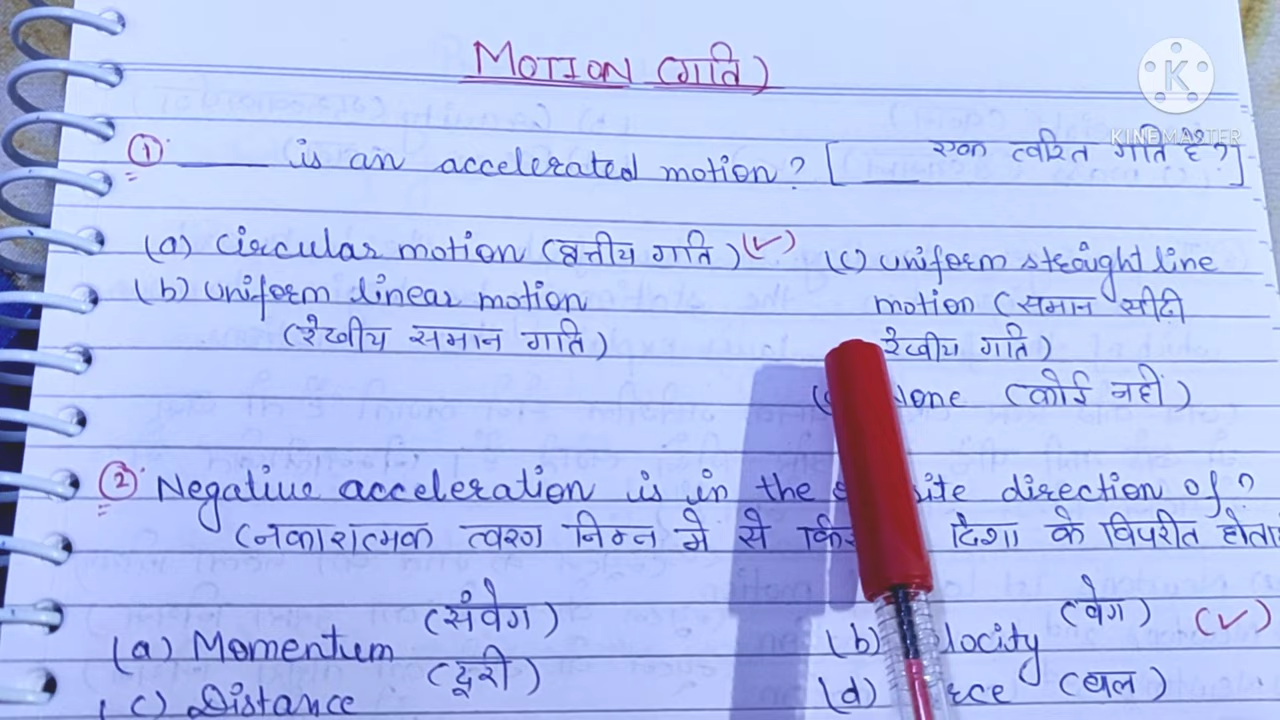 MOTION (गति)
KINEMASTER
① ____ is an accelerated motion? [ ____ एक त्वरित गति है? ]
(a) circular motion (वृत्तीय गति) (✓)
(b) uniform linear motion
(रेखीय समान गति)
(c) uniform straight line
motion (समान सीधी
रेखीय गति)
None (कोई नहीं)
② Negative acceleration is in the direction of?
(नकारात्मक त्वरण निम्न में से दिशा के विपरीत होता
(a) Momentum (संवेग)
(b) (वेग) (✓)
(c) Distance (दूरी)
(d) (बल)